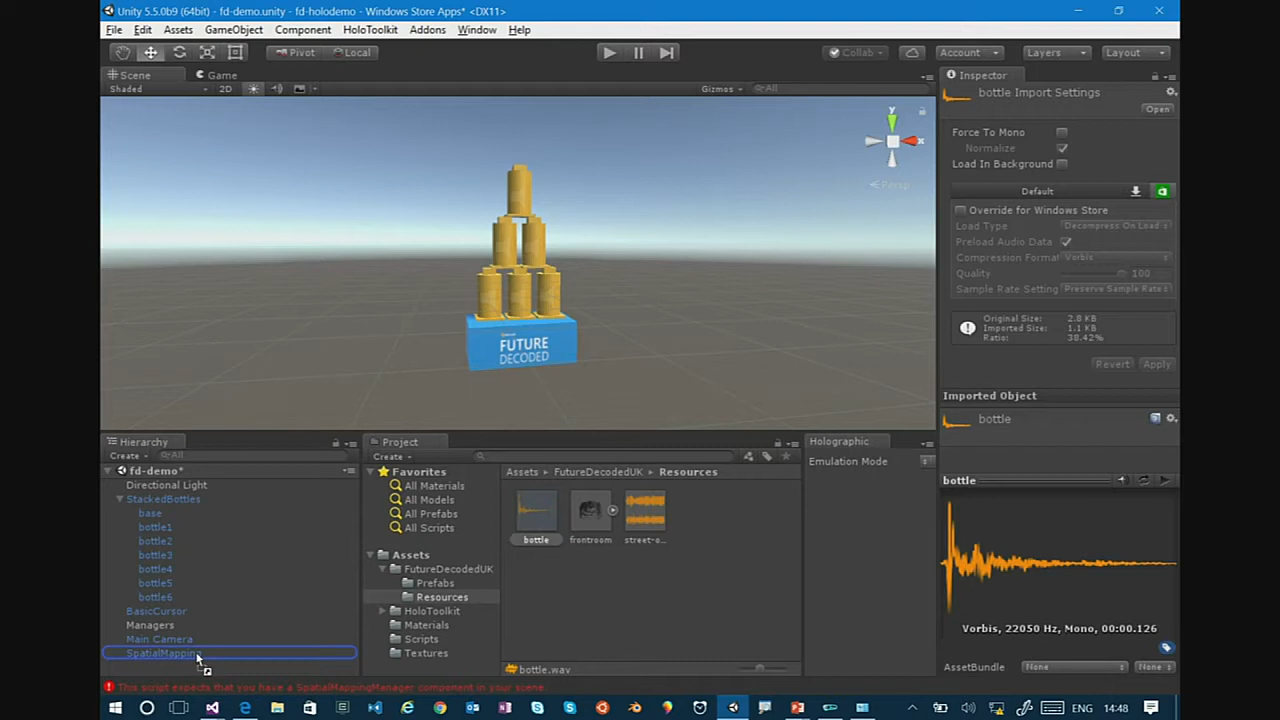 Unity 5.5.0b9 (64bit) - fd-demo.unity - fd-holodemo - Windows Store Apps* <DX11>
File Edit Assets GameObject Component HoloToolkit Addons Window Help
Pivot Local Collab Account Layers Layout
Scene Game
Shaded 2D Gizmos All
y
x
Persp
FUTURE
DECODED
Inspector
bottle Import Settings
Open
Force To Mono
Normalize
Load In Background
Default
Override for Windows Store
Load Type Decompress On Load
Preload Audio Data
Compression Format Vorbis
Quality 100
Sample Rate Setting Preserve Sample Rate
Original Size: 2.8 KB
Imported Size: 1.1 KB
Ratio: 38.42%
Revert Apply
Imported Object
bottle
bottle
Vorbis, 22050 Hz, Mono, 00:00.126
AssetBundle None None
Hierarchy
Create All
fd-demo*
Directional Light
StackedBottles
base
bottle1
bottle2
bottle3
bottle4
bottle5
bottle6
BasicCursor
Managers
Main Camera
SpatialMapping
Project
Create
Favorites
All Materials
All Models
All Prefabs
All Scripts
Assets
FutureDecodedUK
Prefabs
Resources
HoloToolkit
Materials
Scripts
Textures
Assets FutureDecodedUK Resources
bottle frontroom street-o...
bottle.wav
Holographic
Emulation Mode
This script expects that you have a SpatialMappingManager component in your scene.
14:48